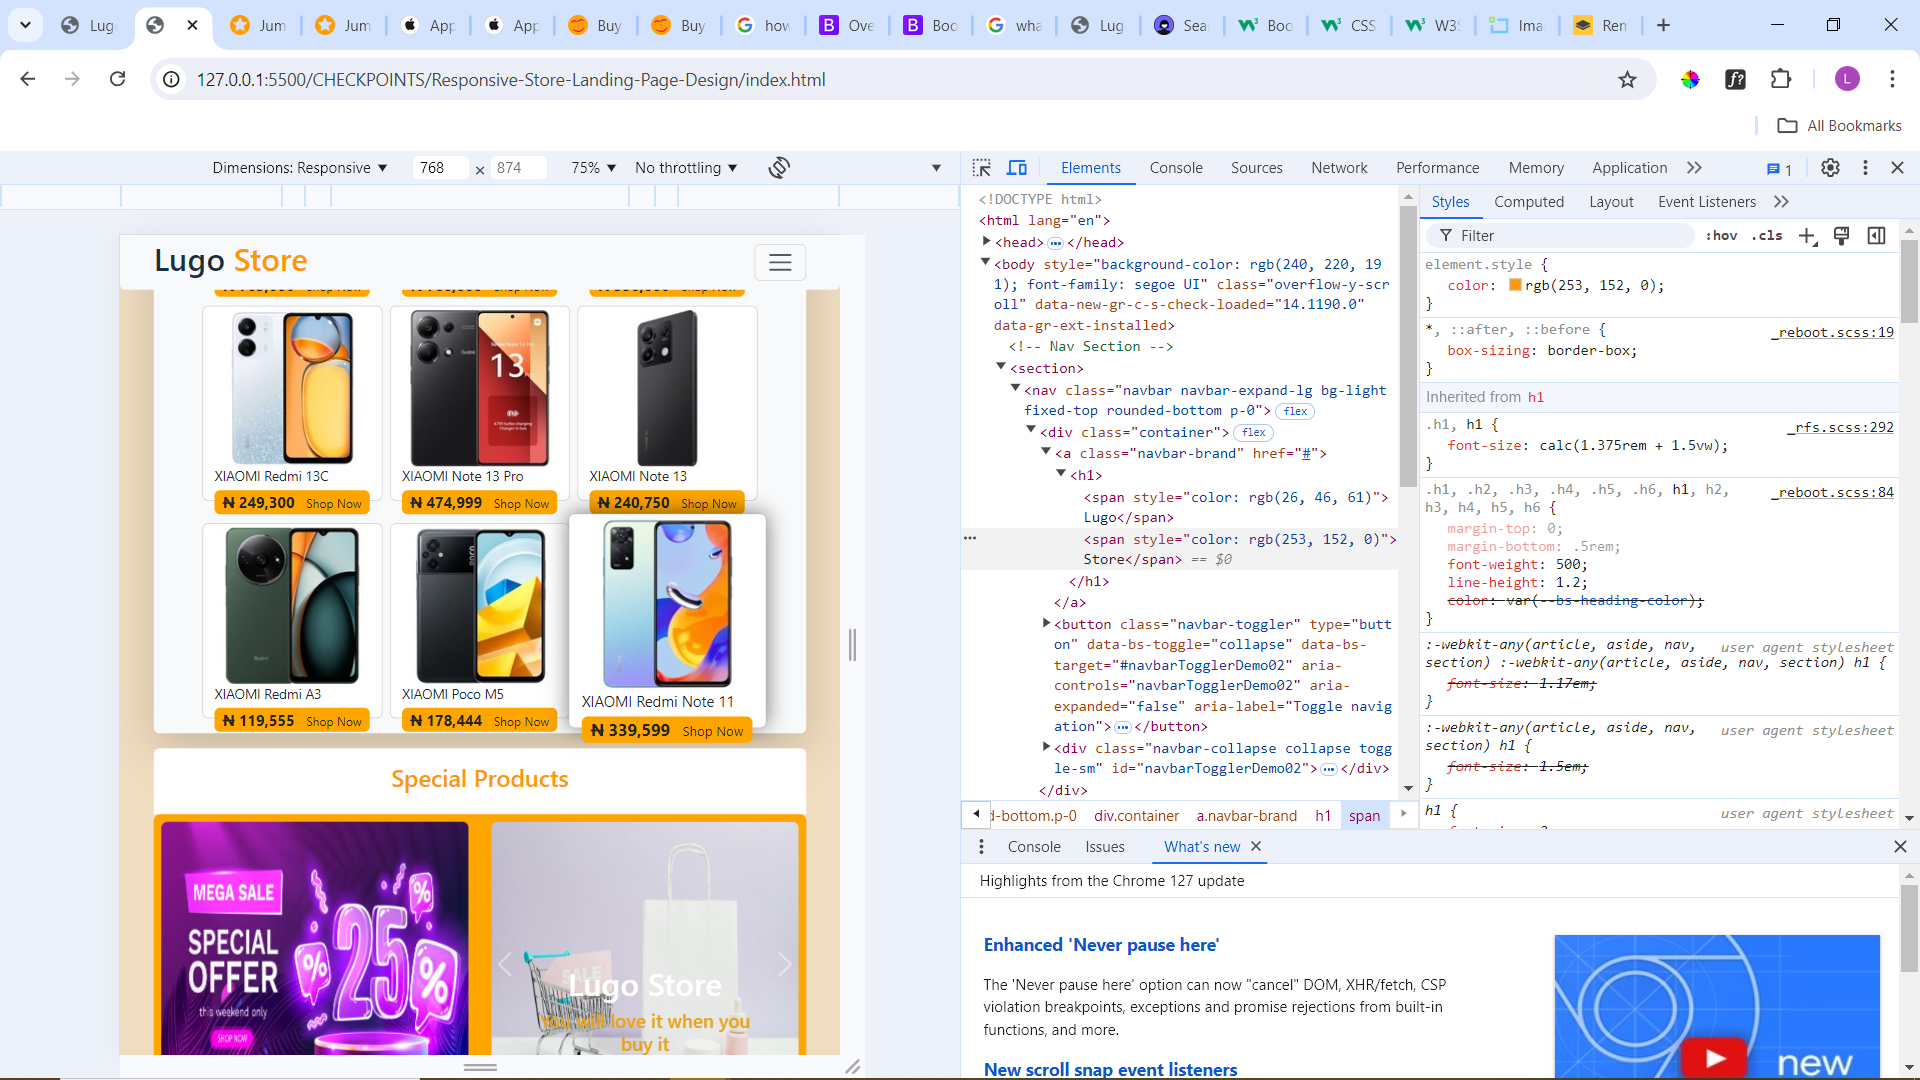 Lug
Jum
Jum
App
App
Buy
Buy
how
Ove
Boo
wha
Lug
Sea
Boo
CSS
W3S
Ima
Rem
127.0.0.1:5500/CHECKPOINTS/Responsive-Store-Landing-Page-Design/index.html
L
All Bookmarks
Dimensions: Responsive
768 × 874
75%
No throttling
Lugo Store
XIAOMI Redmi 13C
₦ 249,300 Shop Now
XIAOMI Note 13 Pro
₦ 474,999 Shop Now
XIAOMI Note 13
₦ 240,750 Shop Now
XIAOMI Redmi A3
₦ 119,555 Shop Now
XIAOMI Poco M5
₦ 178,444 Shop Now
XIAOMI Redmi Note 11
₦ 339,599 Shop Now
Special Products
MEGA SALE
SPECIAL
OFFER
this weekend only
SHOP NOW
25
%
SALE
Lugo Store
You will love it when you
buy it
Elements Console Sources Network Performance Memory Application 1
<!DOCTYPE html>
<html lang="en">
<head> ··· </head>
<body style="background-color: rgb(240, 220, 19
1); font-family: segoe UI" class="overflow-y-scr
oll" data-new-gr-c-s-check-loaded="14.1190.0"
data-gr-ext-installed>
<!-- Nav Section -->
<section>
<nav class="navbar navbar-expand-lg bg-light
fixed-top rounded-bottom p-0"> flex
<div class="container"> flex
<a class="navbar-brand" href="#">
<h1>
<span style="color: rgb(26, 46, 61)">
Lugo</span>
<span style="color: rgb(253, 152, 0)">
Store</span> == $0
</h1>
</a>
<button class="navbar-toggler" type="butt
on" data-bs-toggle="collapse" data-bs-
target="#navbarTogglerDemo02" aria-
controls="navbarTogglerDemo02" aria-
expanded="false" aria-label="Toggle navig
ation"> ··· </button>
<div class="navbar-collapse collapse togg
le-sm" id="navbarTogglerDemo02"> ··· </div>
</div>
d-bottom.p-0 div.container a.navbar-brand h1 span
Styles Computed Layout Event Listeners
Filter :hov .cls
element.style {
color: rgb(253, 152, 0);
}
*, ::after, ::before { _reboot.scss:19
box-sizing: border-box;
}
Inherited from h1
.h1, h1 { _rfs.scss:292
font-size: calc(1.375rem + 1.5vw);
}
.h1, .h2, .h3, .h4, .h5, .h6, h1, h2, _reboot.scss:84
h3, h4, h5, h6 {
margin-top: 0;
margin-bottom: .5rem;
font-weight: 500;
line-height: 1.2;
color: var(--bs-heading-color);
}
:-webkit-any(article, aside, nav, user agent stylesheet
section) :-webkit-any(article, aside, nav, section) h1 {
font-size: 1.17em;
}
:-webkit-any(article, aside, nav, user agent stylesheet
section) h1 {
font-size: 1.5em;
}
h1 { user agent stylesheet
Console Issues What's new
Highlights from the Chrome 127 update
Enhanced 'Never pause here'
The 'Never pause here' option can now "cancel" DOM, XHR/fetch, CSP
violation breakpoints, exceptions and promise rejections from built-in
functions, and more.
New scroll snap event listeners
new